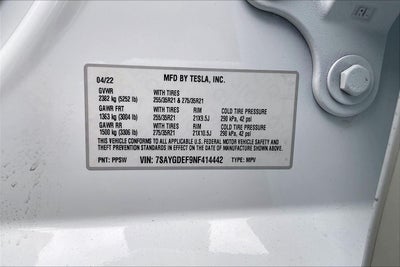 04/22 MFD BY TESLA, INC.
GVWR WITH TIRES
2382 kg (5252 lb) 255/35R21 & 275/35R21
GAWR FRT WITH TIRES RIM COLD TIRE PRESSURE
1363 kg (3004 lb) 255/35R21 21X9.5J 290 kPa, 42 psi
GAWR RR WITH TIRES RIM COLD TIRE PRESSURE
1500 kg (3306 lb) 275/35R21 21X10.5J 290 kPa, 42 psi
THIS VEHICLE CONFORMS TO ALL APPLICABLE U.S. FEDERAL MOTOR VEHICLE SAFETY AND
THEFT PREVENTION STANDARDS IN EFFECT ON THE DATE OF MANUFACTURE SHOWN ABOVE.
PNT: PPSW VIN: 7SAYGDEF9NF414442 TYPE: MPV
R